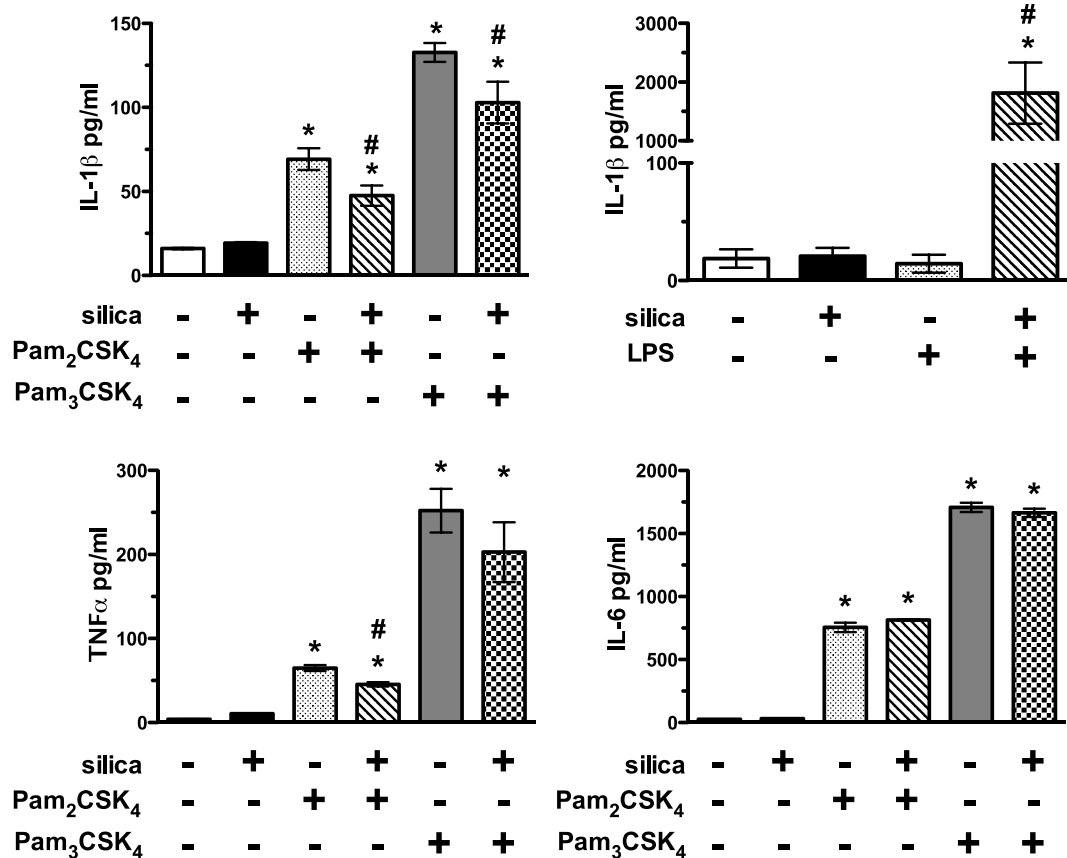 IL-1β pg/ml
150
100
50
0
* # * * # *
silica - + - + - +
Pam₂CSK₄ - - + + - -
Pam₃CSK₄ - - - - + +
IL-1β pg/ml
3000
2000
1000
100
0
# *
silica - + - +
LPS - - + +
TNFα pg/ml
300
200
100
0
* # * * *
silica - + - + - +
Pam₂CSK₄ - - + + - -
Pam₃CSK₄ - - - - + +
IL-6 pg/ml
2000
1500
1000
500
0
* * * *
silica - + - + - +
Pam₂CSK₄ - - + + - -
Pam₃CSK₄ - - - - + +